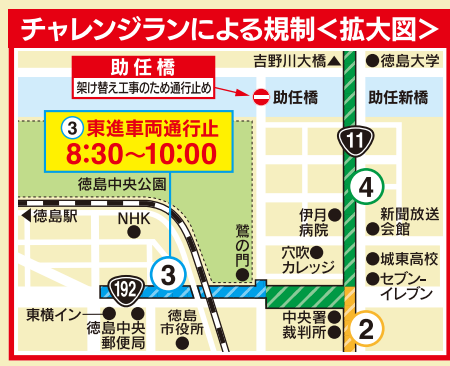 チャレンジランによる規制<拡大図>
助任橋
架け替え工事のため通行止め
吉野川大橋▲
徳島大学
助任橋
助任新橋
③東進車両通行止
8:30~10:00
11
徳島中央公園
4
◀徳島駅
NHK
鷲の門
伊月
病院
新聞放送
会館
穴吹
カレッジ
城東高校
セブン-
イレブン
192
3
東横イン
徳島中央
郵便局
徳島
市役所
中央署
裁判所
2